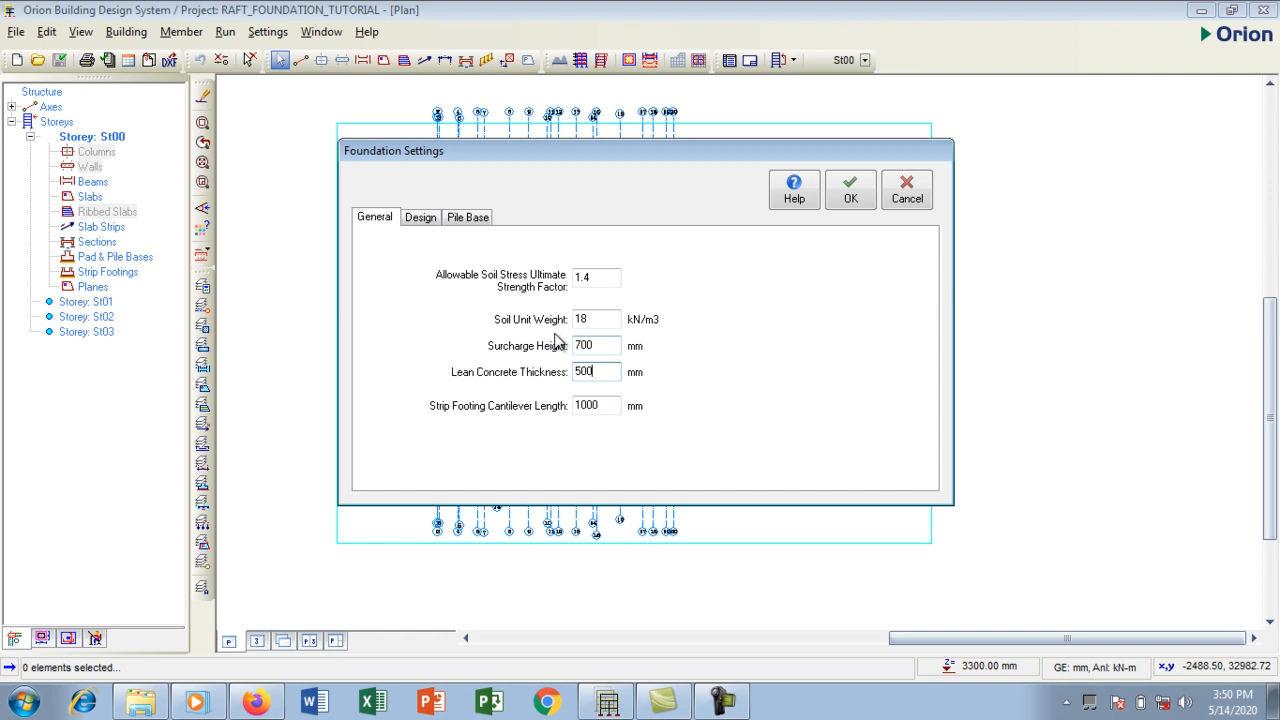 Orion Building Design System / Project: RAFT_FOUNDATION_TUTORIAL - [Plan]
File Edit View Building Member Run Settings Window Help
Orion
DXF
St00
Structure
Axes
Storeys
Storey: St00
Columns
Walls
Beams
Slabs
Ribbed Slabs
Slab Strips
Sections
Pad & Pile Bases
Strip Footings
Planes
Storey: St01
Storey: St02
Storey: St03
Foundation Settings
Help OK Cancel
General Design Pile Base
Allowable Soil Stress Ultimate
Strength Factor: 1.4
Soil Unit Weight: 18 kN/m3
Surcharge Height: 700 mm
Lean Concrete Thickness: 500 mm
Strip Footing Cantilever Length: 1000 mm
0 elements selected...
Z= 3300.00 mm
GE: mm, Anl: kN-m
x,y -2488.50, 32982.72
3:50 PM
5/14/2020